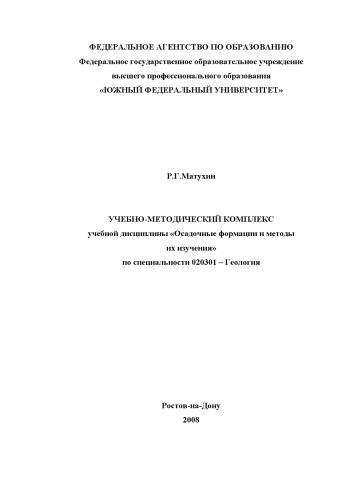 ФЕДЕРАЛЬНОЕ АГЕНТСТВО ПО ОБРАЗОВАНИЮ
Федеральное государственное образовательное учреждение
высшего профессионального образования
«ЮЖНЫЙ ФЕДЕРАЛЬНЫЙ УНИВЕРСИТЕТ»
Р.Г.Матухин
УЧЕБНО-МЕТОДИЧЕСКИЙ КОМПЛЕКС
учебной дисциплины «Осадочные формации и методы
их изучения»
по специальности 020301 – Геология
Ростов-на-Дону
2008